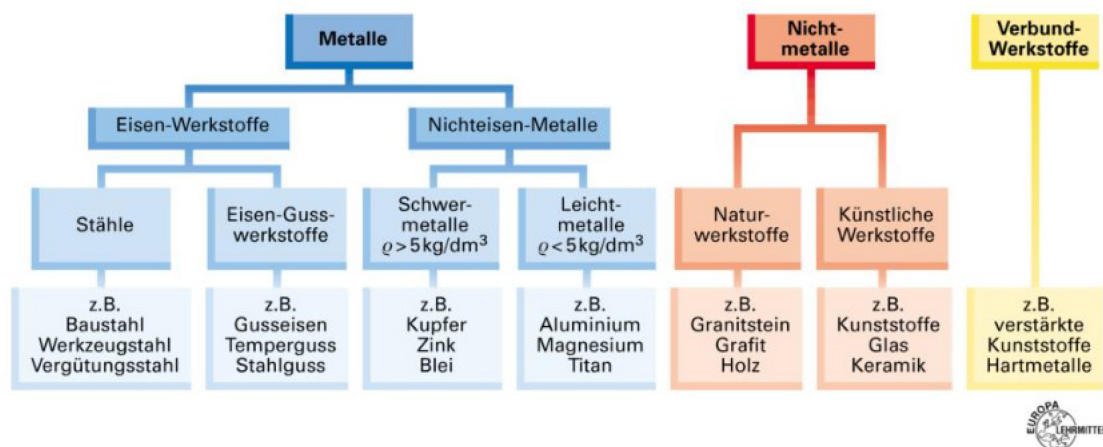 Metalle
Nicht-
metalle
Verbund-
Werkstoffe
Eisen-Werkstoffe
Nichteisen-Metalle
Stähle
Eisen-Guss-
werkstoffe
Schwer-
metalle
ϱ > 5 kg/dm³
Leicht-
metalle
ϱ < 5 kg/dm³
Natur-
werkstoffe
Künstliche
Werkstoffe
z.B.
Baustahl
Werkzeugstahl
Vergütungsstahl
z.B.
Gusseisen
Temperguss
Stahlguss
z.B.
Kupfer
Zink
Blei
z.B.
Aluminium
Magnesium
Titan
z.B.
Granitstein
Grafit
Holz
z.B.
Kunststoffe
Glas
Keramik
z.B.
verstärkte
Kunststoffe
Hartmetalle
EUROPA
LEHRMITTEL